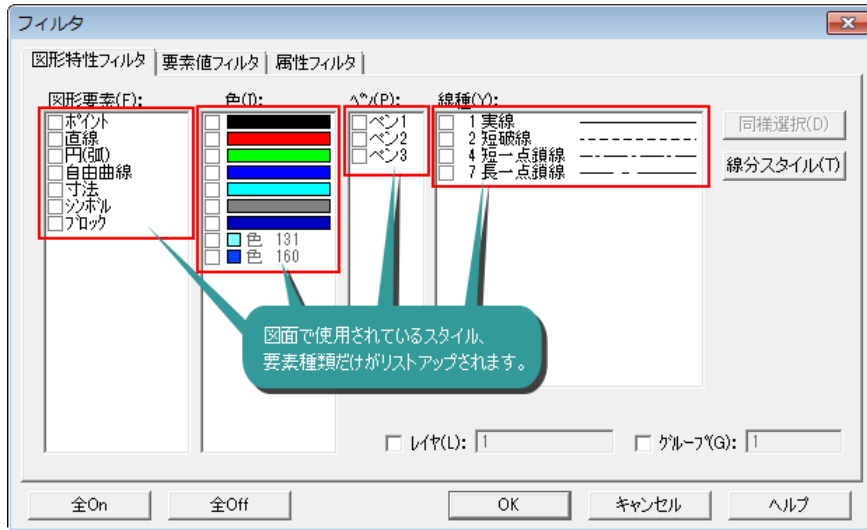 フィルタ
図形特性フィルタ
要素値フィルタ
属性フィルタ
図形要素(F):
ポイント
直線
円(弧)
自由曲線
寸法
シンボル
ブロック
色(I):
色 131
色 160
ペン(P):
ペン1
ペン2
ペン3
線種(Y):
1 実線
2 短破線
4 短一点鎖線
7 長一点鎖線
同様選択(D)
線分スタイル(T)
図面で使用されているスタイル、
要素種類だけがリストアップされます。
レイヤ(L): 1
グループ(G): 1
全On
全Off
OK
キャンセル
ヘルプ